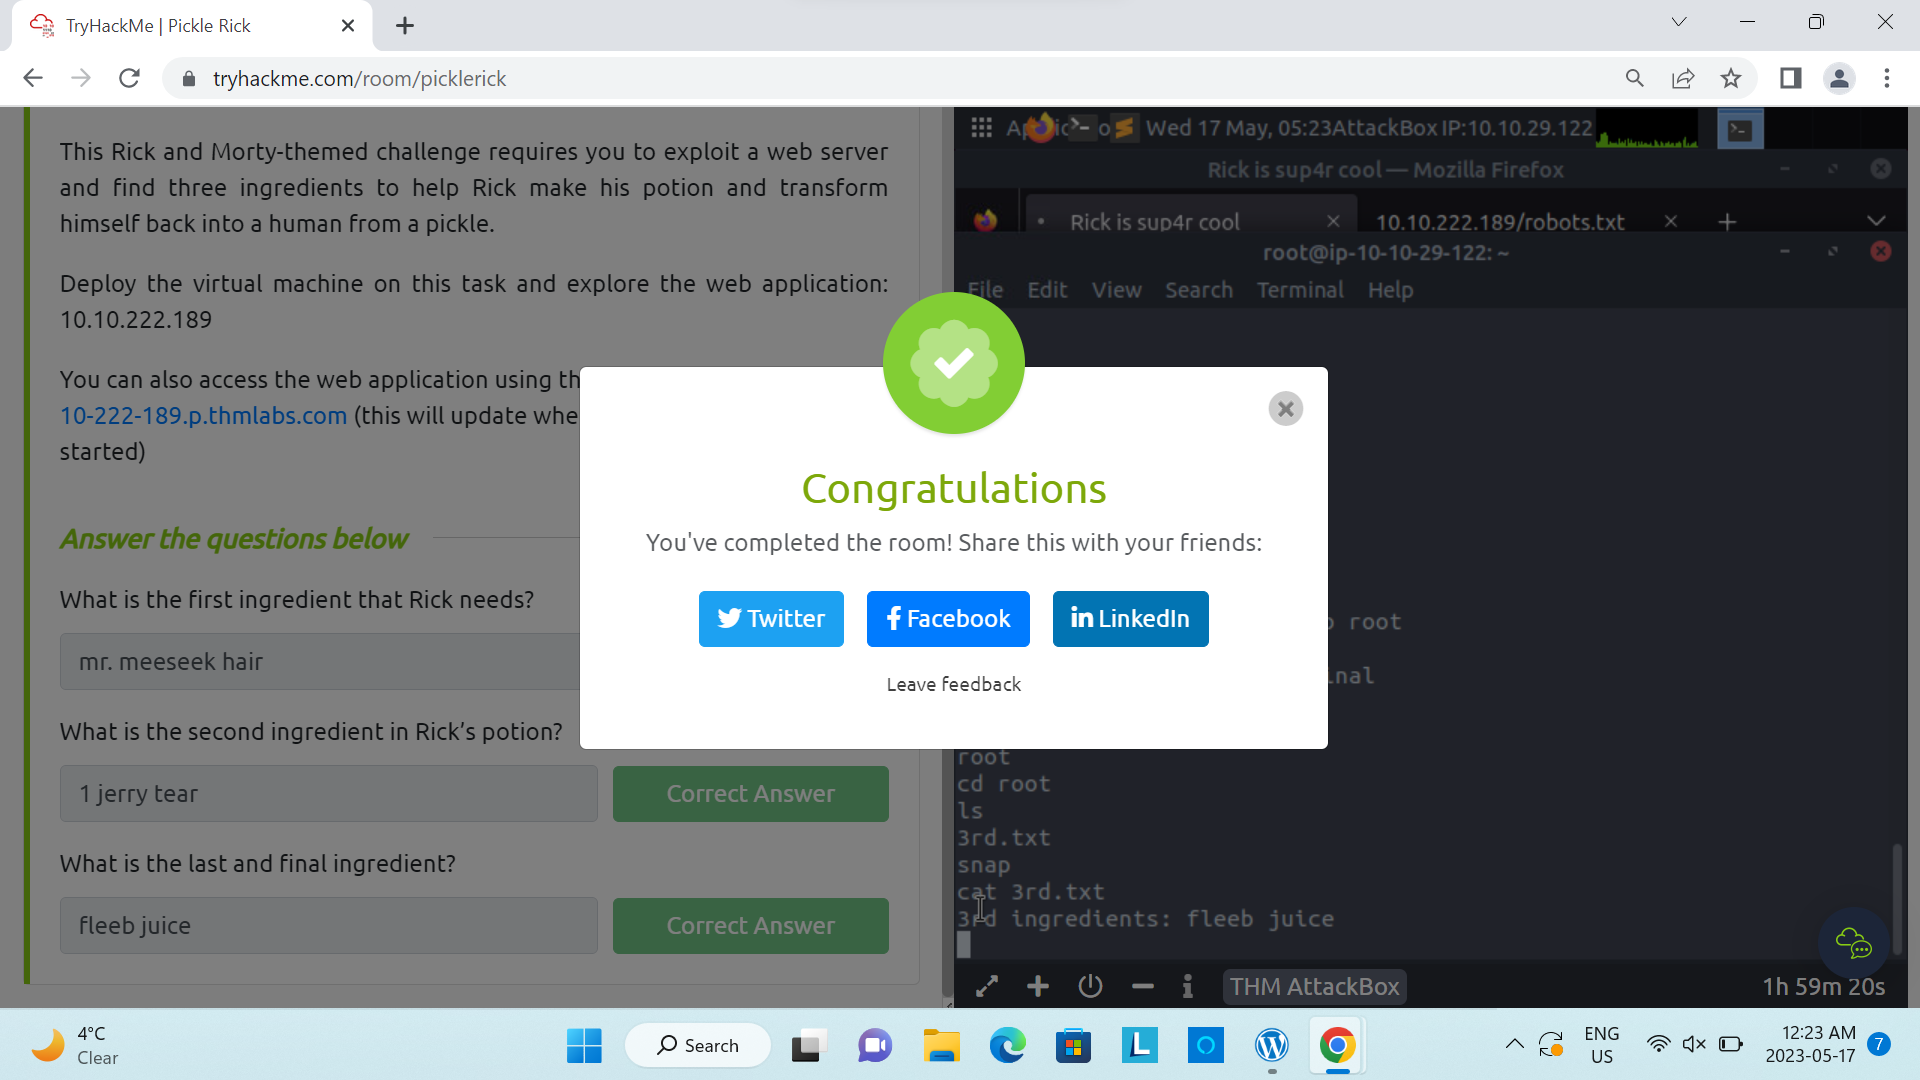 TryHackMe | Pickle Rick
tryhackme.com/room/picklerick
This Rick and Morty-themed challenge requires you to exploit a web server
and find three ingredients to help Rick make his potion and transform
himself back into a human from a pickle.
Deploy the virtual machine on this task and explore the web application:
10.10.222.189
You can also access the web application using th
10-222-189.p.thmlabs.com (this will update whe
started)
Answer the questions below
What is the first ingredient that Rick needs?
mr. meeseek hair
What is the second ingredient in Rick's potion?
1 jerry tear
Correct Answer
What is the last and final ingredient?
fleeb juice
Correct Answer
Wed 17 May, 05:23AttackBox IP:10.10.29.122
Rick is sup4r cool — Mozilla Firefox
Rick is sup4r cool
10.10.222.189/robots.txt
root@ip-10-10-29-122: ~
File Edit View Search Terminal Help
Congratulations
You've completed the room! Share this with your friends:
Twitter
Facebook
LinkedIn
Leave feedback
root
inal
root
cd root
ls
3rd.txt
snap
cat 3rd.txt
3rd ingredients: fleeb juice
THM AttackBox
1h 59m 20s
4°C
Clear
Search
ENG
US
12:23 AM
2023-05-17
7